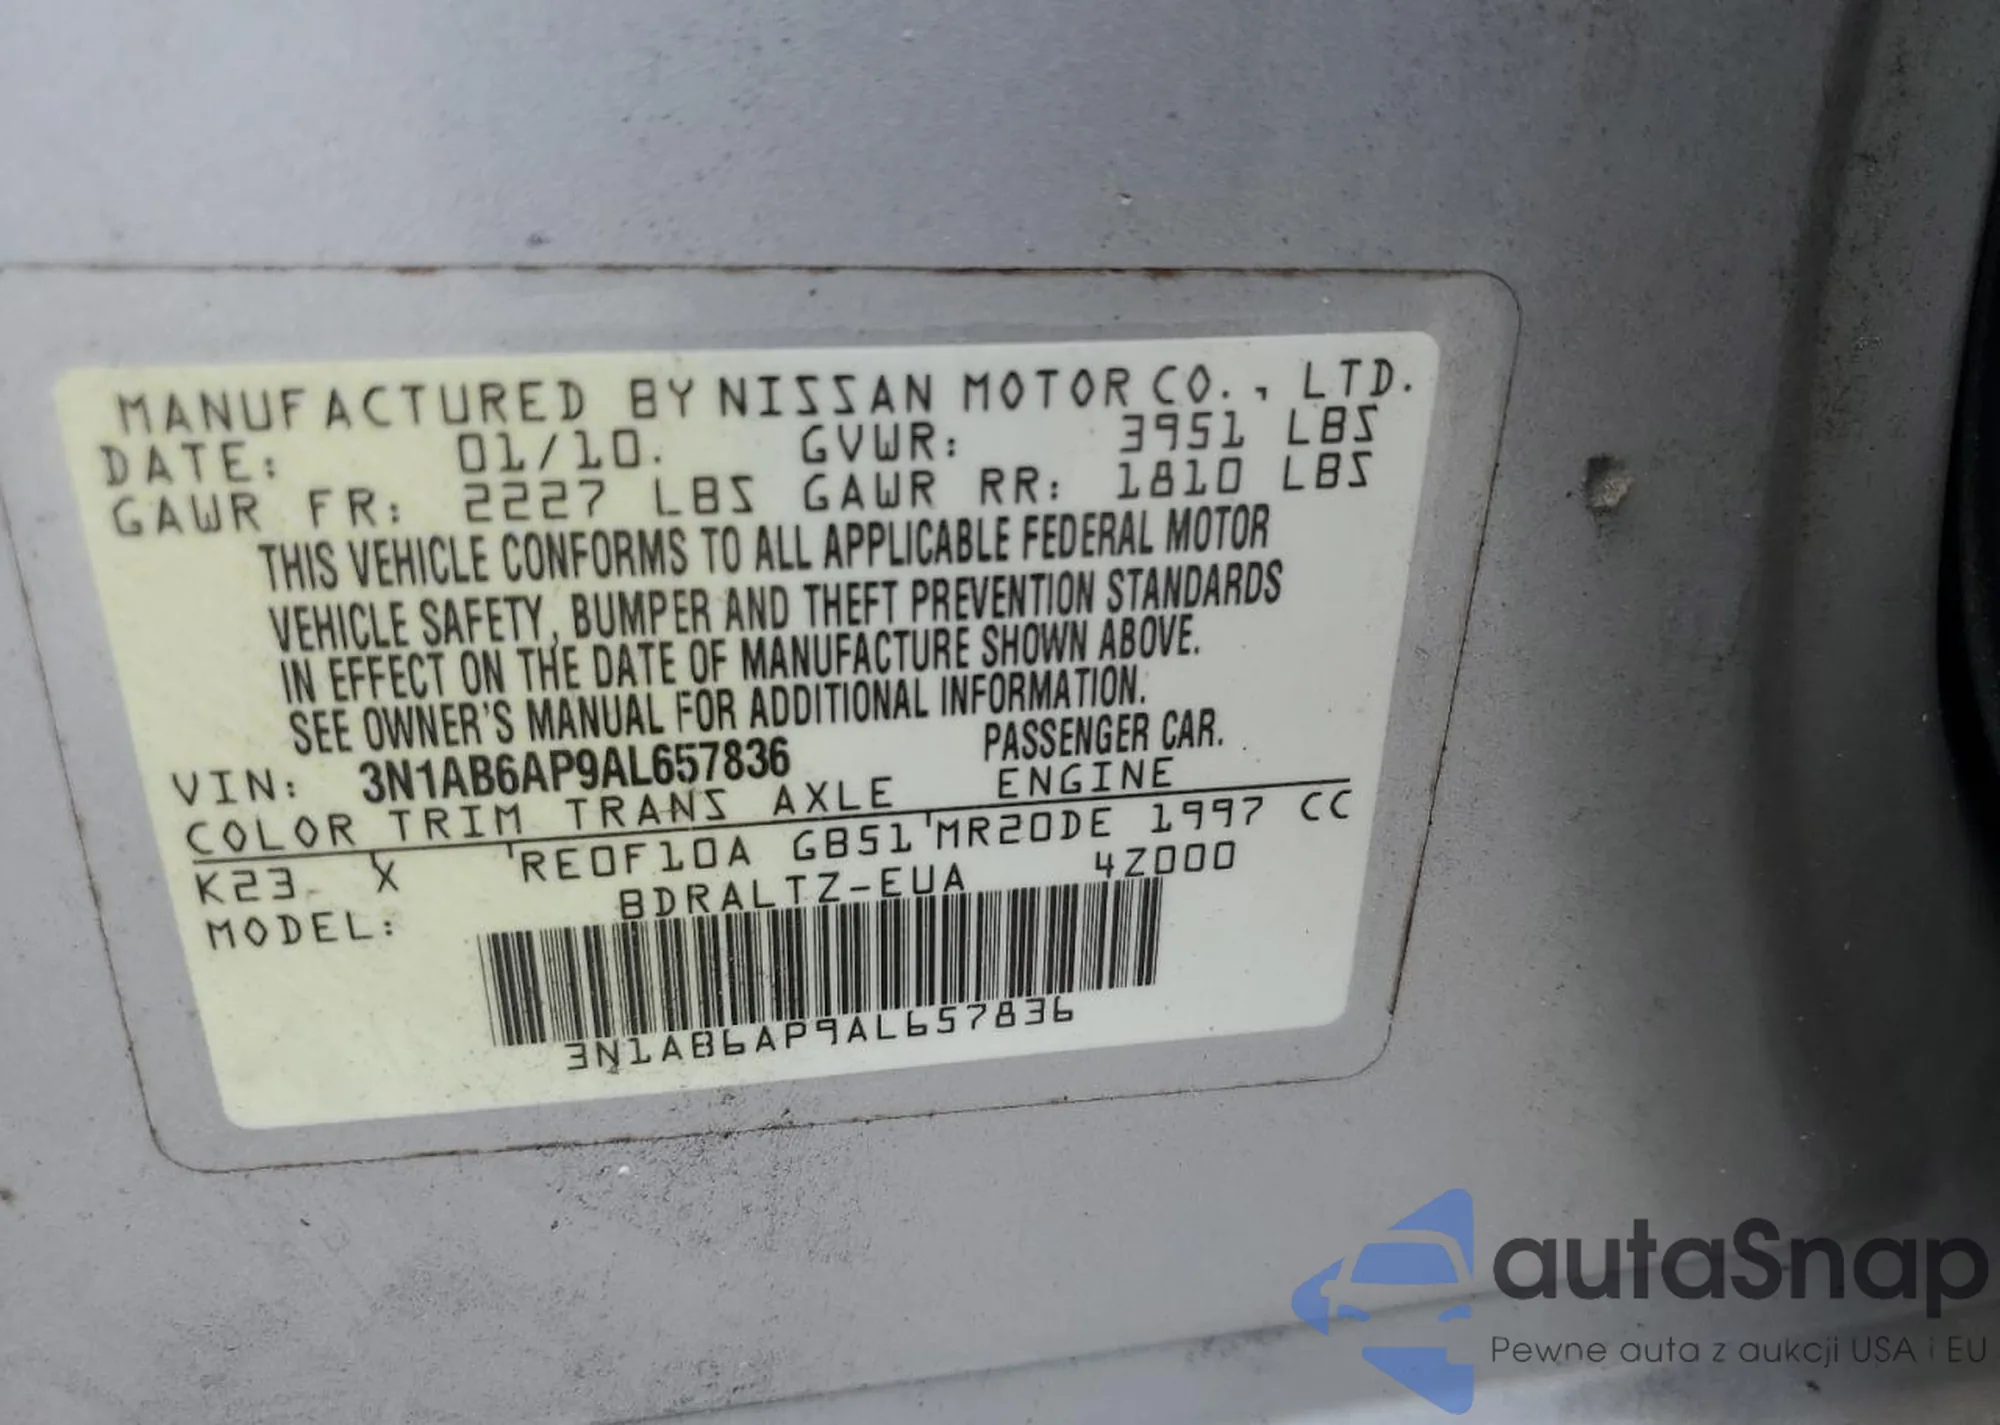 MANUFACTURED BY NISSAN MOTOR CO., LTD.
DATE: 01/10. GVWR: 3951 LBS
GAWR FR: 2227 LBS GAWR RR: 1810 LBS
THIS VEHICLE CONFORMS TO ALL APPLICABLE FEDERAL MOTOR
VEHICLE SAFETY, BUMPER AND THEFT PREVENTION STANDARDS
IN EFFECT ON THE DATE OF MANUFACTURE SHOWN ABOVE.
SEE OWNER'S MANUAL FOR ADDITIONAL INFORMATION.
VIN: 3N1AB6AP9AL657836 PASSENGER CAR.
COLOR TRIM TRANS AXLE ENGINE
K23 X RE0F10A GB51 MR20DE 1997 CC
MODEL: BDRALTZ-EUA 4Z000
3N1AB6AP9AL657836
autaSnap
Pewne auta z aukcji USA i EU